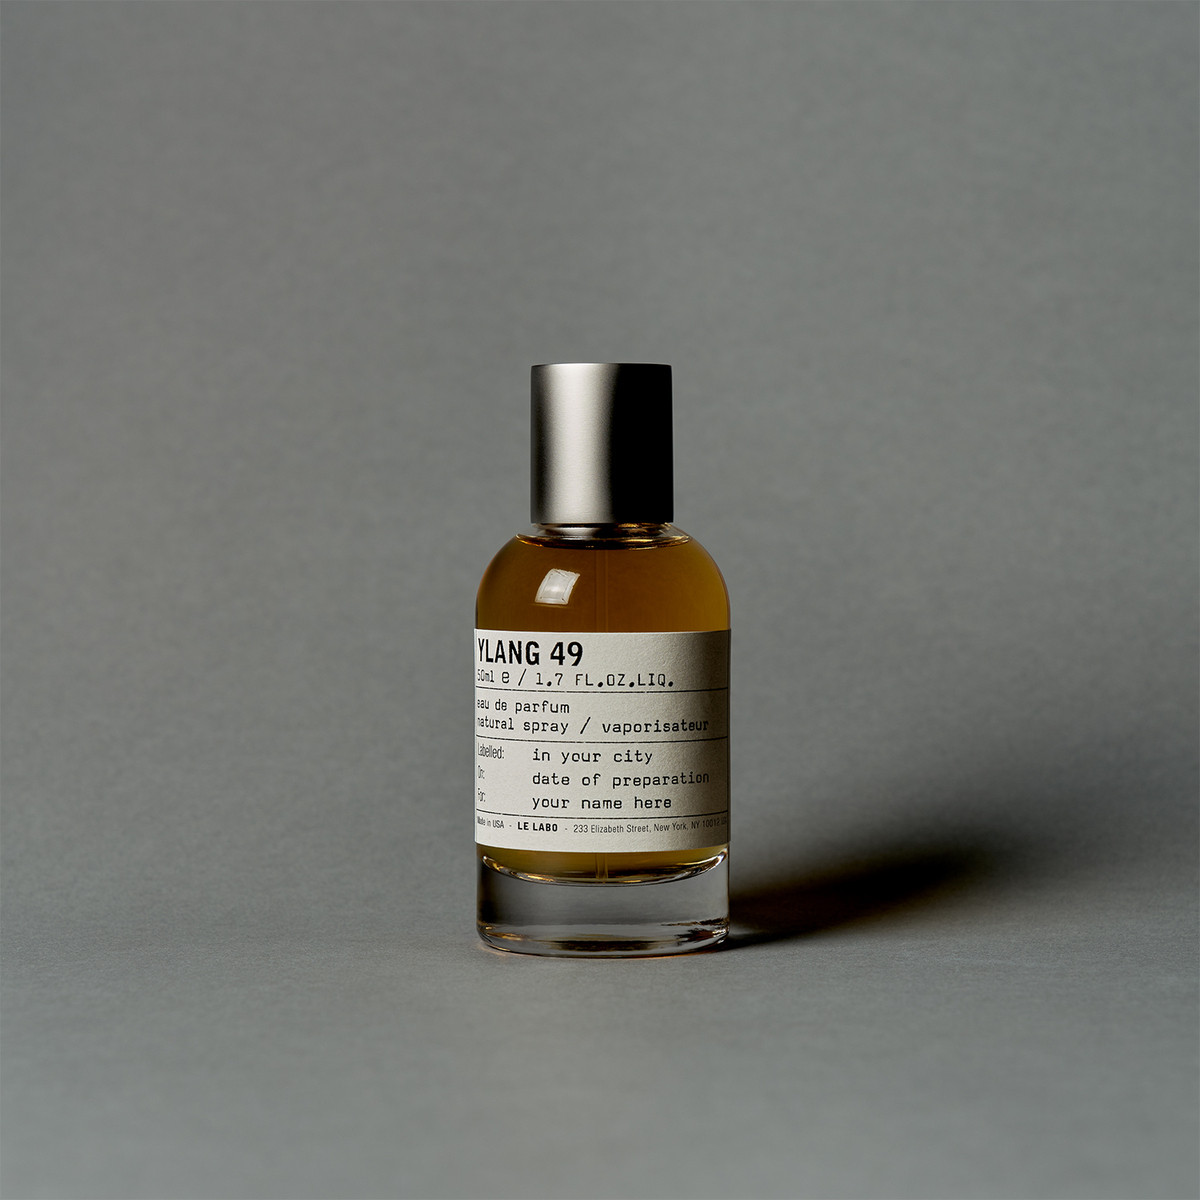 YLANG 49
50ml e / 1.7 FL.OZ.LIQ.
eau de parfum
natural spray / vaporisateur
Labelled: in your city
On: date of preparation
For: your name here
Made in USA - LE LABO - 233 Elizabeth Street, New York, NY 10012